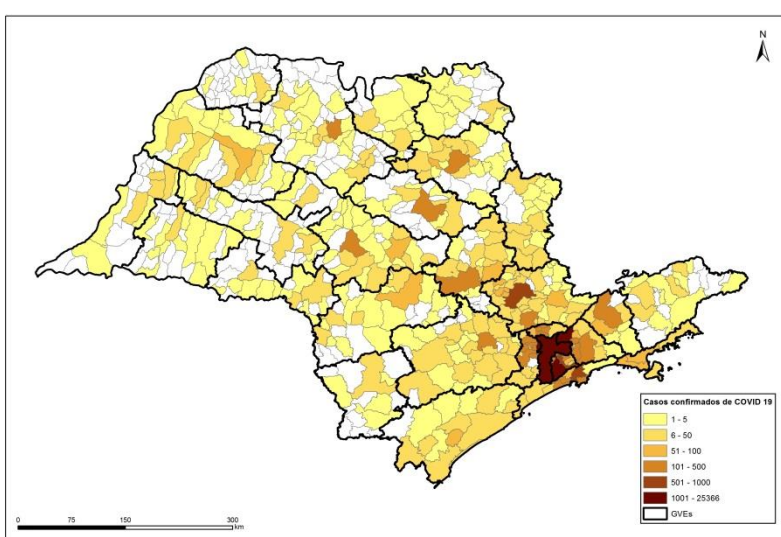 N
Casos confirmados de COVID 19
1 - 5
6 - 50
51 - 100
101 - 500
501 - 1000
1001 - 25366
GVEs
0 75 150 300
km